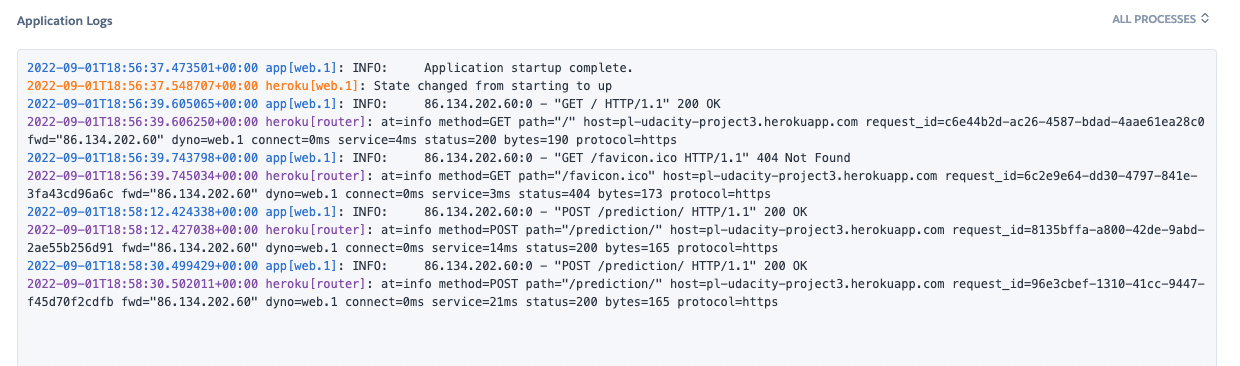 Application Logs
ALL PROCESSES
2022-09-01T18:56:37.473501+00:00 app[web.1]: INFO:     Application startup complete.
2022-09-01T18:56:37.548707+00:00 heroku[web.1]: State changed from starting to up
2022-09-01T18:56:39.605065+00:00 app[web.1]: INFO:     86.134.202.60:0 – "GET / HTTP/1.1" 200 OK
2022-09-01T18:56:39.606250+00:00 heroku[router]: at=info method=GET path="/" host=pl-udacity-project3.herokuapp.com request_id=c6e44b2d-ac26-4587-bdad-4aae61ea28c0
fwd="86.134.202.60" dyno=web.1 connect=0ms service=4ms status=200 bytes=190 protocol=https
2022-09-01T18:56:39.743798+00:00 app[web.1]: INFO:     86.134.202.60:0 – "GET /favicon.ico HTTP/1.1" 404 Not Found
2022-09-01T18:56:39.745034+00:00 heroku[router]: at=info method=GET path="/favicon.ico" host=pl-udacity-project3.herokuapp.com request_id=6c2e9e64-dd30-4797-841e-
3fa43cd96a6c fwd="86.134.202.60" dyno=web.1 connect=0ms service=3ms status=404 bytes=173 protocol=https
2022-09-01T18:58:12.424338+00:00 app[web.1]: INFO:     86.134.202.60:0 – "POST /prediction/ HTTP/1.1" 200 OK
2022-09-01T18:58:12.427038+00:00 heroku[router]: at=info method=POST path="/prediction/" host=pl-udacity-project3.herokuapp.com request_id=8135bffa-a800-42de-9abd-
2ae55b256d91 fwd="86.134.202.60" dyno=web.1 connect=0ms service=14ms status=200 bytes=165 protocol=https
2022-09-01T18:58:30.499429+00:00 app[web.1]: INFO:     86.134.202.60:0 – "POST /prediction/ HTTP/1.1" 200 OK
2022-09-01T18:58:30.502011+00:00 heroku[router]: at=info method=POST path="/prediction/" host=pl-udacity-project3.herokuapp.com request_id=96e3cbef-1310-41cc-9447-
f45d70f2cdfb fwd="86.134.202.60" dyno=web.1 connect=0ms service=21ms status=200 bytes=165 protocol=https